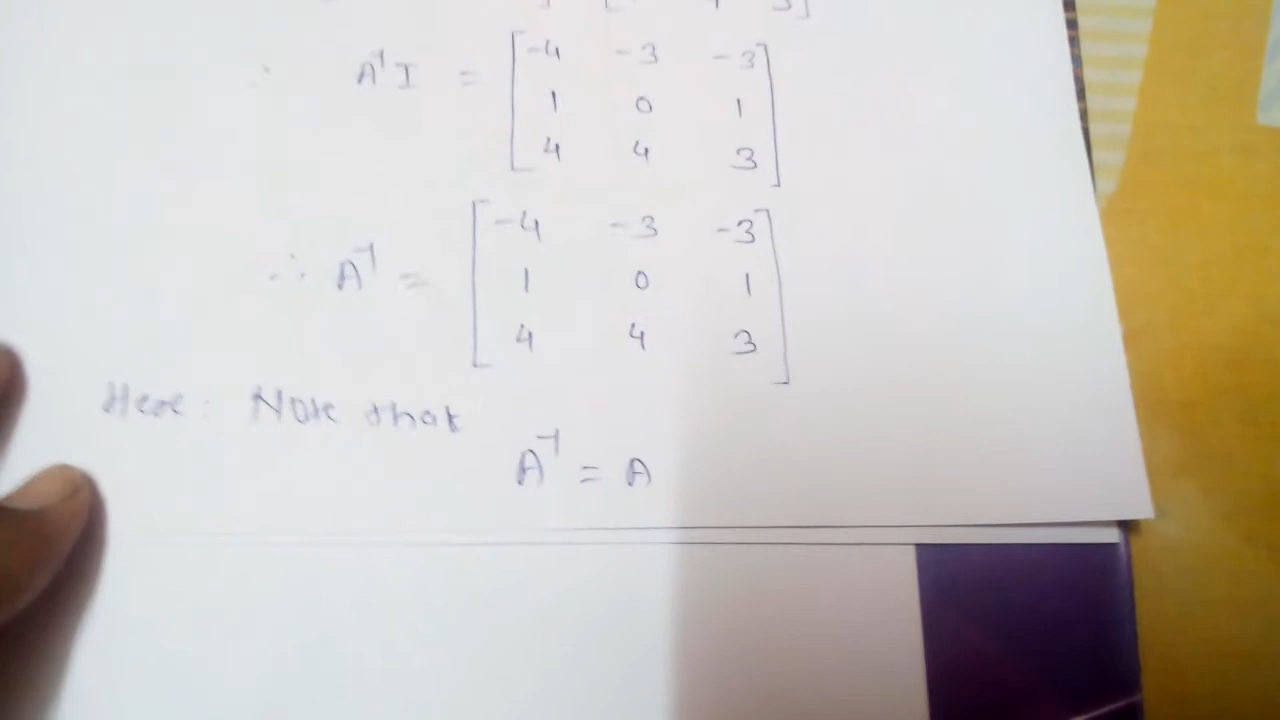 ∴ A⁻¹I = [-4 -3 -3
1 0 1
4 4 3]
∴ A⁻¹ = [-4 -3 -3
1 0 1
4 4 3]
Here: Note that
A⁻¹ = A